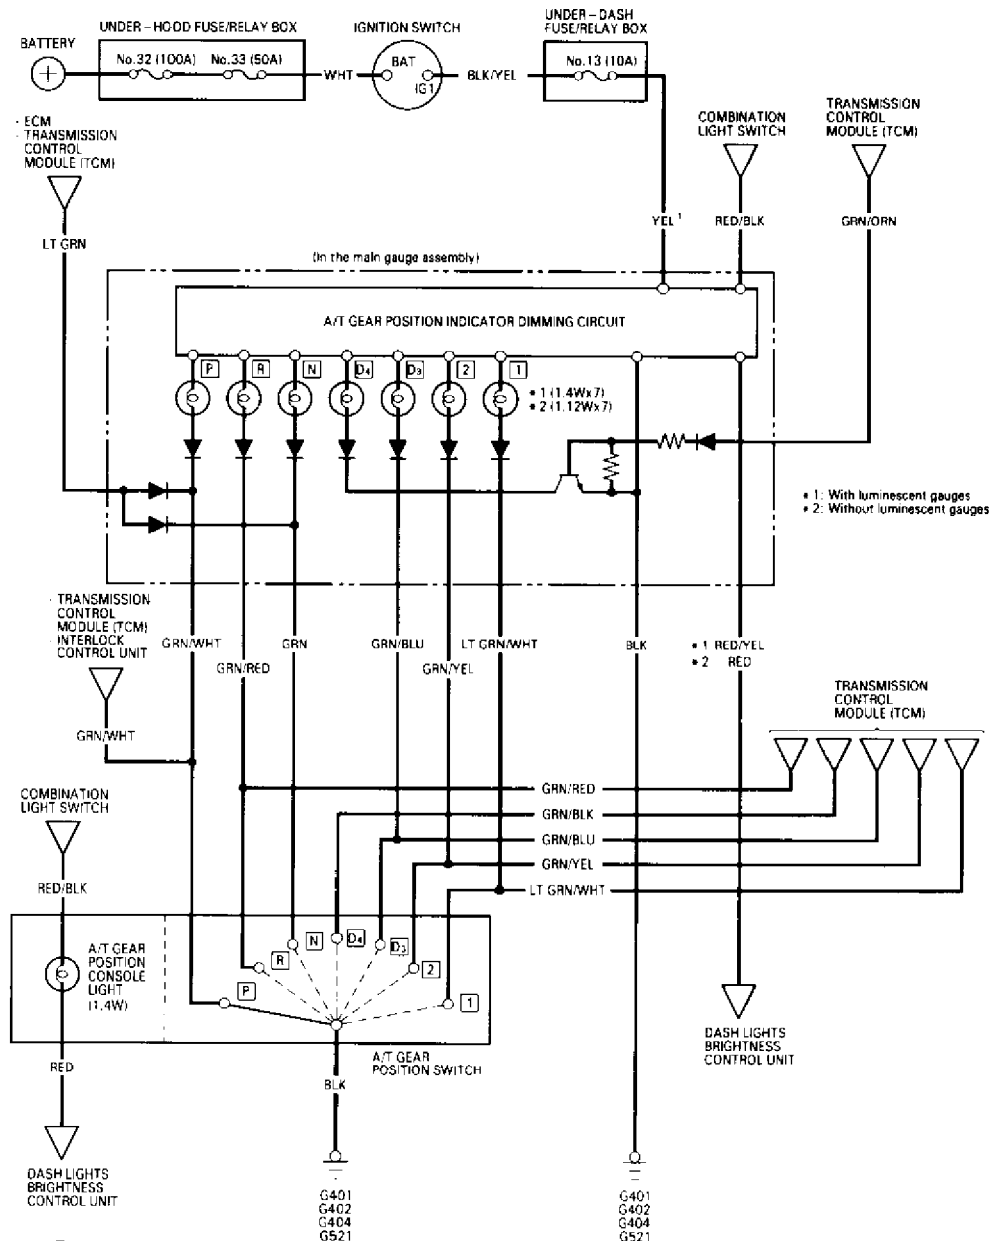 UNDER-HOOD FUSE/RELAY BOX
IGNITION SWITCH
UNDER-DASH
FUSE/RELAY BOX
BATTERY
No.32 (100A)
No.33 (50A)
WHT
BAT
IG1
BLK/YEL
No.13 (10A)
- ECM
- TRANSMISSION
CONTROL
MODULE (TCM)
COMBINATION
LIGHT SWITCH
TRANSMISSION
CONTROL
MODULE (TCM)
LT GRN
YEL 1
RED/BLK
GRN/ORN
(In the main gauge assembly)
A/T GEAR POSITION INDICATOR DIMMING CIRCUIT
P
R
N
D4
D3
2
1
* 1 (1.4Wx7)
* 2 (1.12Wx7)
* 1: With luminescent gauges
* 2: Without luminescent gauges
- TRANSMISSION
CONTROL
MODULE (TCM)
- INTERLOCK
CONTROL UNIT
GRN/WHT
GRN/RED
GRN
GRN/BLU
GRN/YEL
LT GRN/WHT
BLK
* 1 RED/YEL
* 2 RED
TRANSMISSION
CONTROL
MODULE (TCM)
GRN/WHT
COMBINATION
LIGHT SWITCH
GRN/RED
GRN/BLK
GRN/BLU
GRN/YEL
LT GRN/WHT
RED/BLK
A/T GEAR
POSITION
CONSOLE
LIGHT
(1.4W)
P
R
N
D4
D3
2
1
A/T GEAR
POSITION SWITCH
RED
BLK
DASH LIGHTS
BRIGHTNESS
CONTROL UNIT
DASH LIGHTS
BRIGHTNESS
CONTROL UNIT
G401
G402
G404
G521
G401
G402
G404
G521